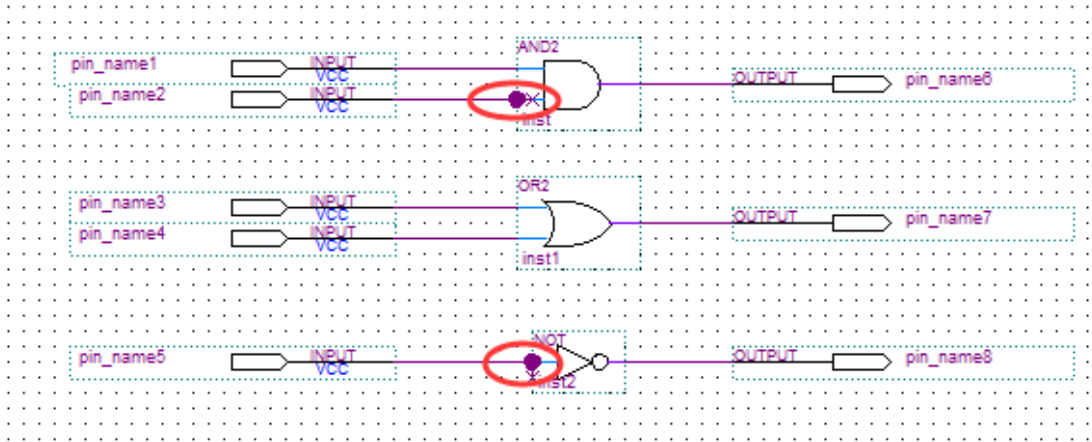 AND2
pin_name1 INPUT VCC OUTPUT pin_name6
pin_name2 INPUT VCC
inst
OR2
pin_name3 INPUT VCC OUTPUT pin_name7
pin_name4 INPUT VCC
inst1
NOT
pin_name5 INPUT VCC OUTPUT pin_name8
inst2